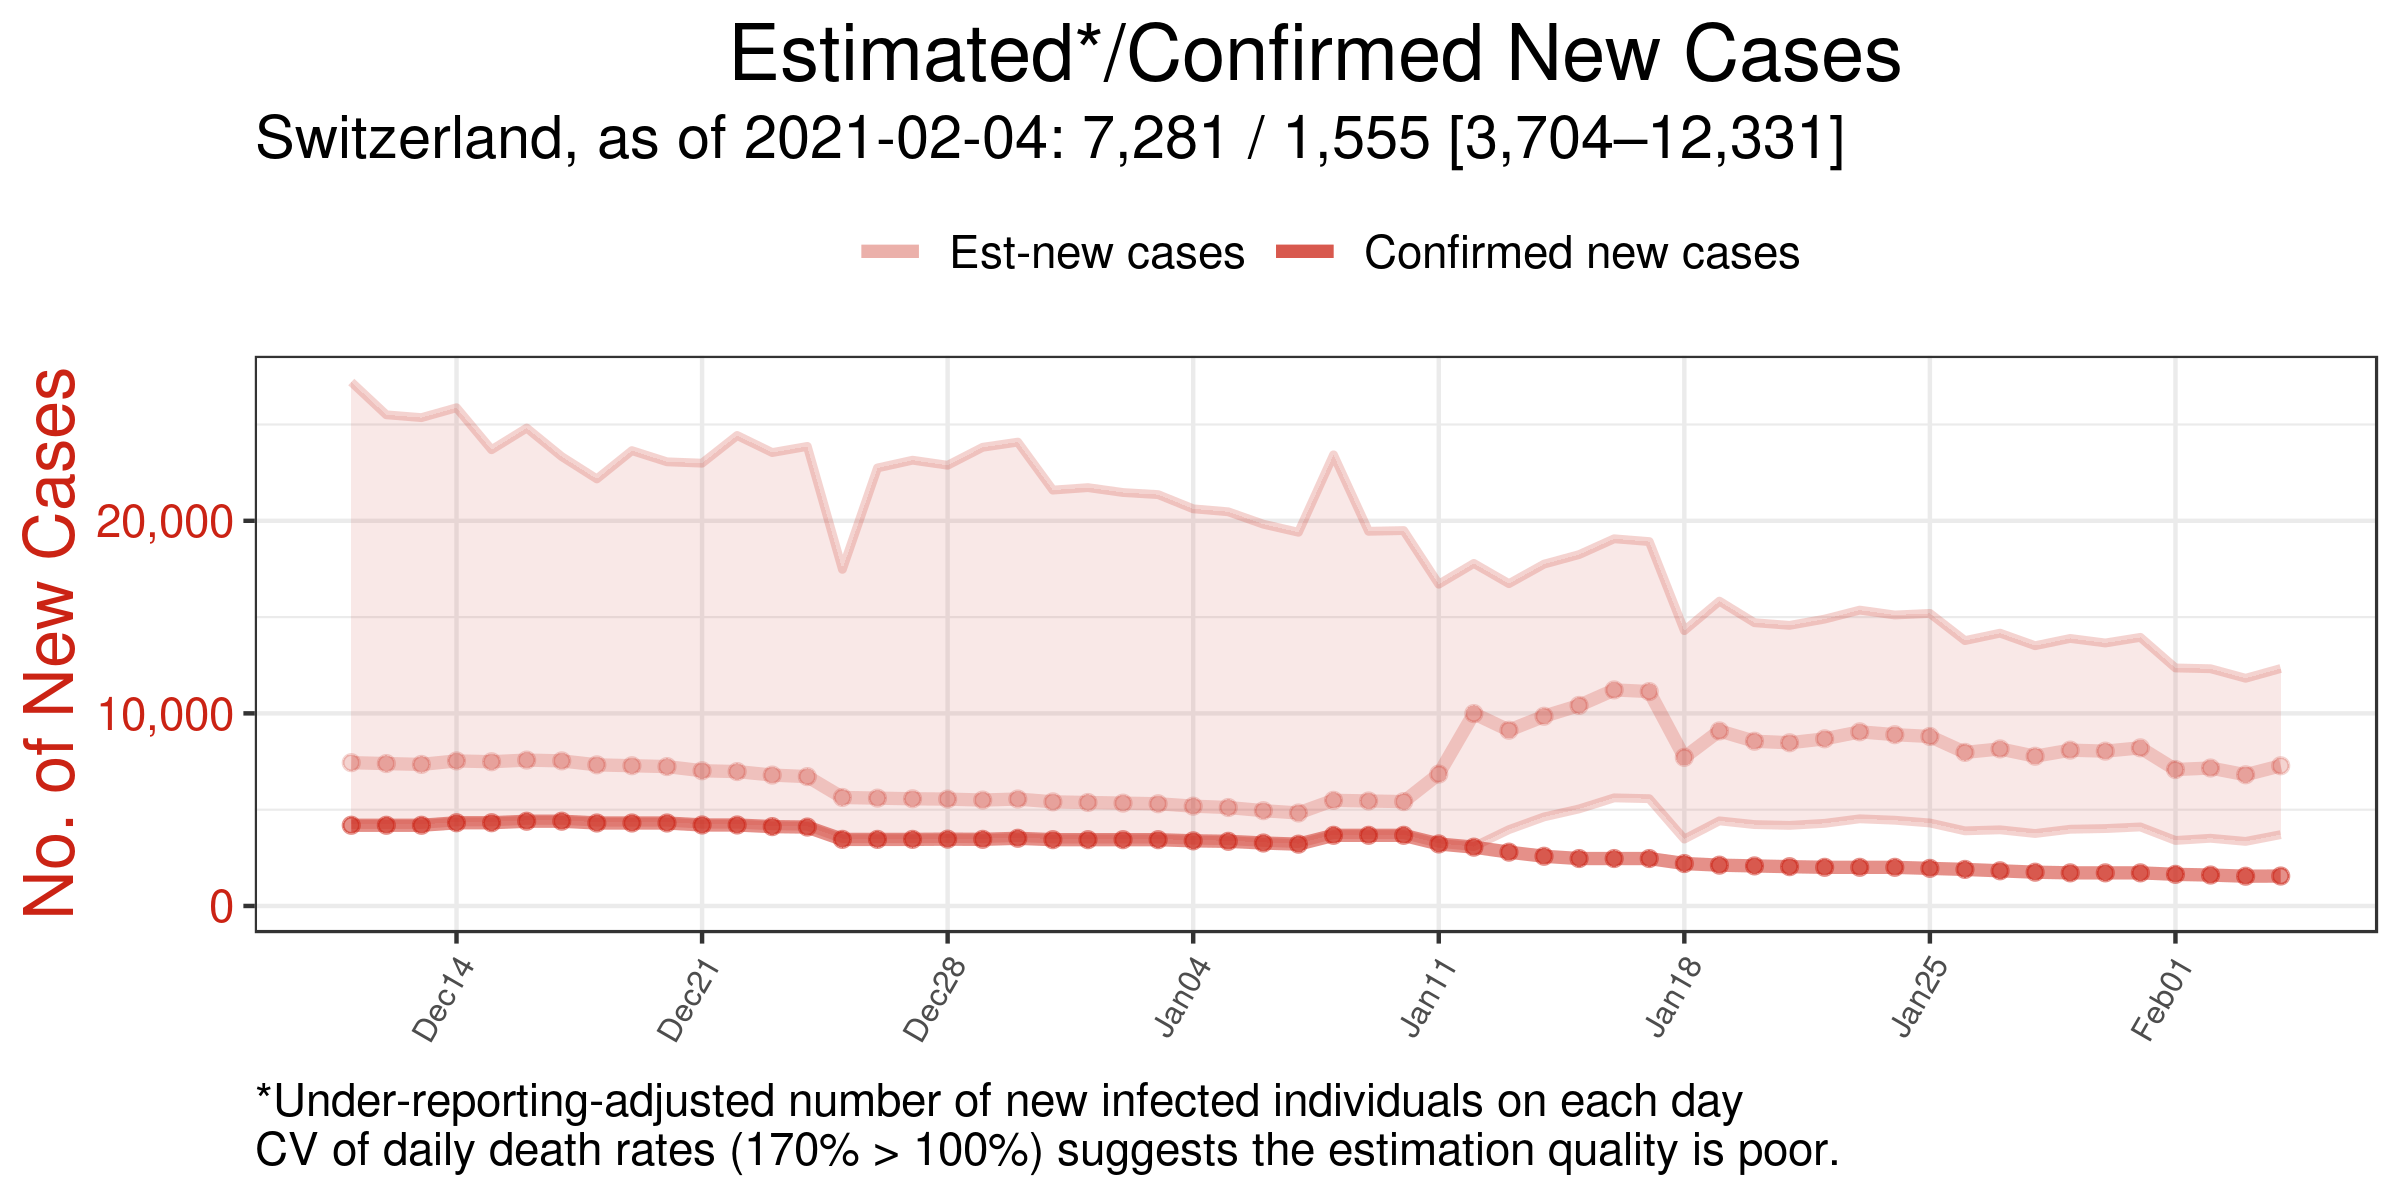 Estimated*/Confirmed New Cases
Switzerland, as of 2021-02-04: 7,281 / 1,555 [3,704–12,331]
Est-new cases
Confirmed new cases
No. of New Cases
20,000
10,000
0
Dec14
Dec21
Dec28
Jan04
Jan11
Jan18
Jan25
Feb01
*Under-reporting-adjusted number of new infected individuals on each day
CV of daily death rates (170% > 100%) suggests the estimation quality is poor.